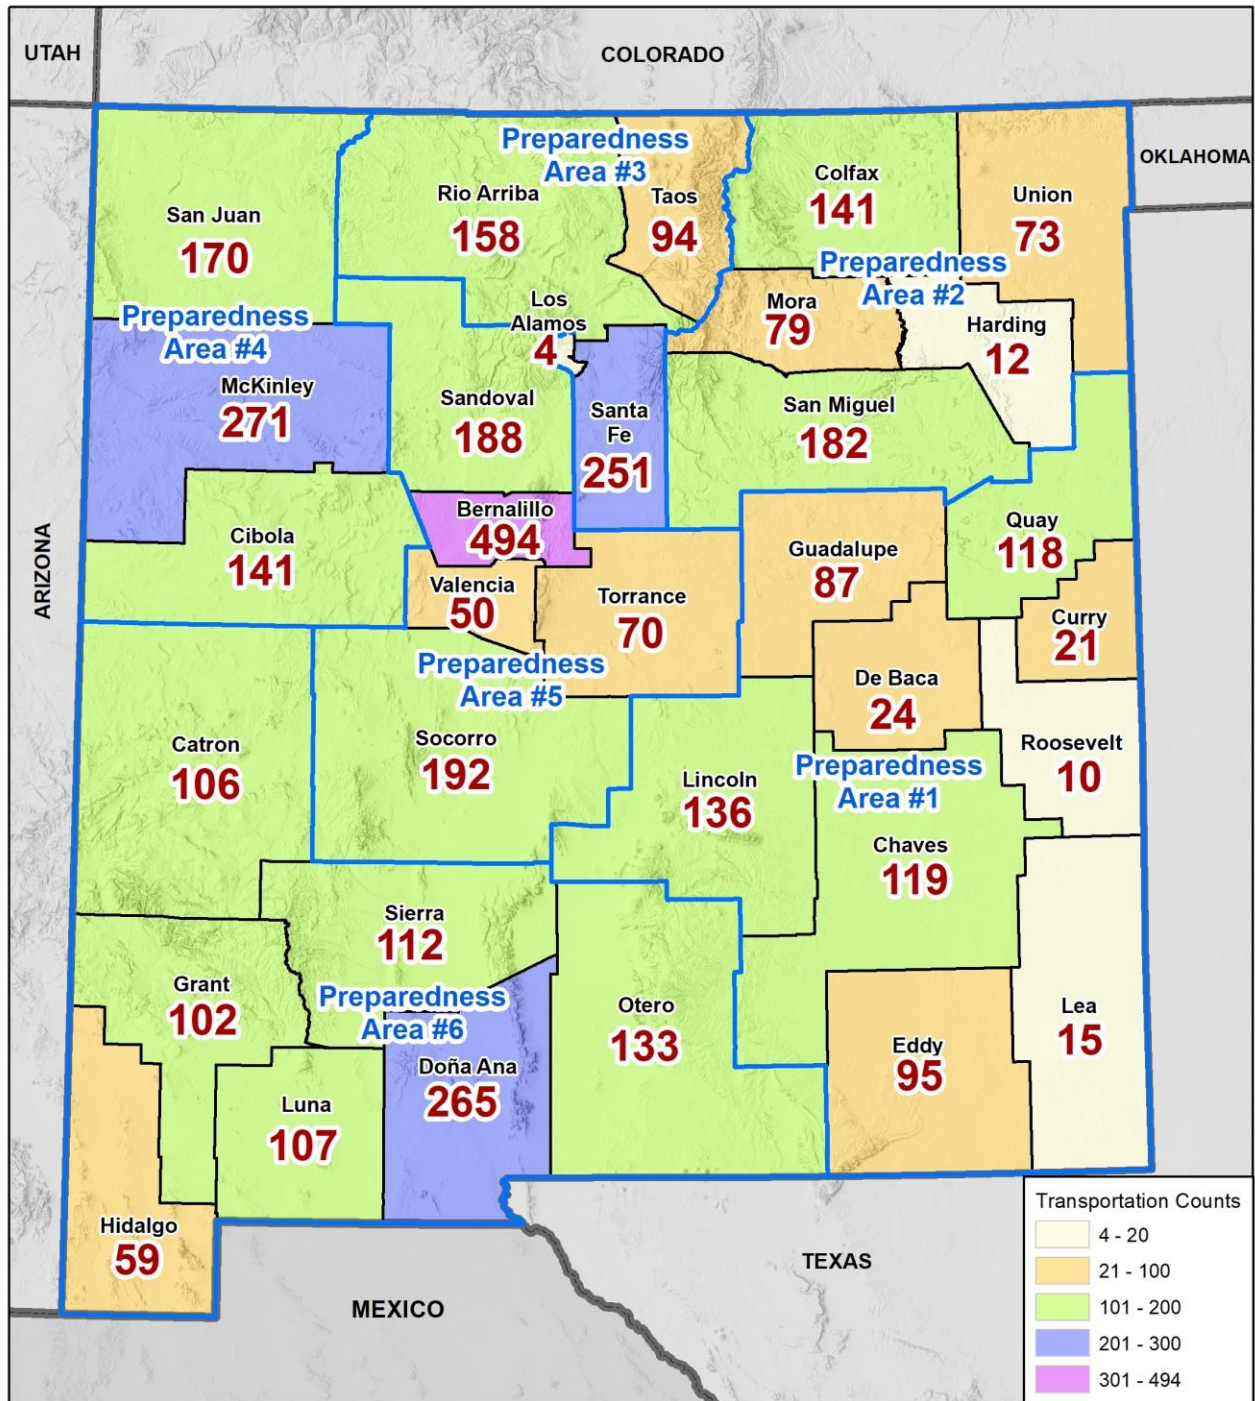 UTAH
COLORADO
OKLAHOMA
ARIZONA
Preparedness
Area #3
San Juan
170
Rio Arriba
158
Taos
94
Colfax
141
Union
73
Preparedness
Area #2
Preparedness
Area #4
Los
Alamos
4
Mora
79
Harding
12
McKinley
271
Sandoval
188
Santa
Fe
251
San Miguel
182
Bernalillo
494
Cibola
141
Guadalupe
87
Quay
118
Valencia
50
Torrance
70
Curry
21
Preparedness
Area #5
De Baca
24
Catron
106
Socorro
192
Lincoln
136
Preparedness
Area #1
Roosevelt
10
Chaves
119
Sierra
112
Grant
102
Preparedness
Area #6
Otero
133
Lea
15
Doña Ana
265
Eddy
95
Luna
107
Hidalgo
59
MEXICO
TEXAS
Transportation Counts
4 - 20
21 - 100
101 - 200
201 - 300
301 - 494